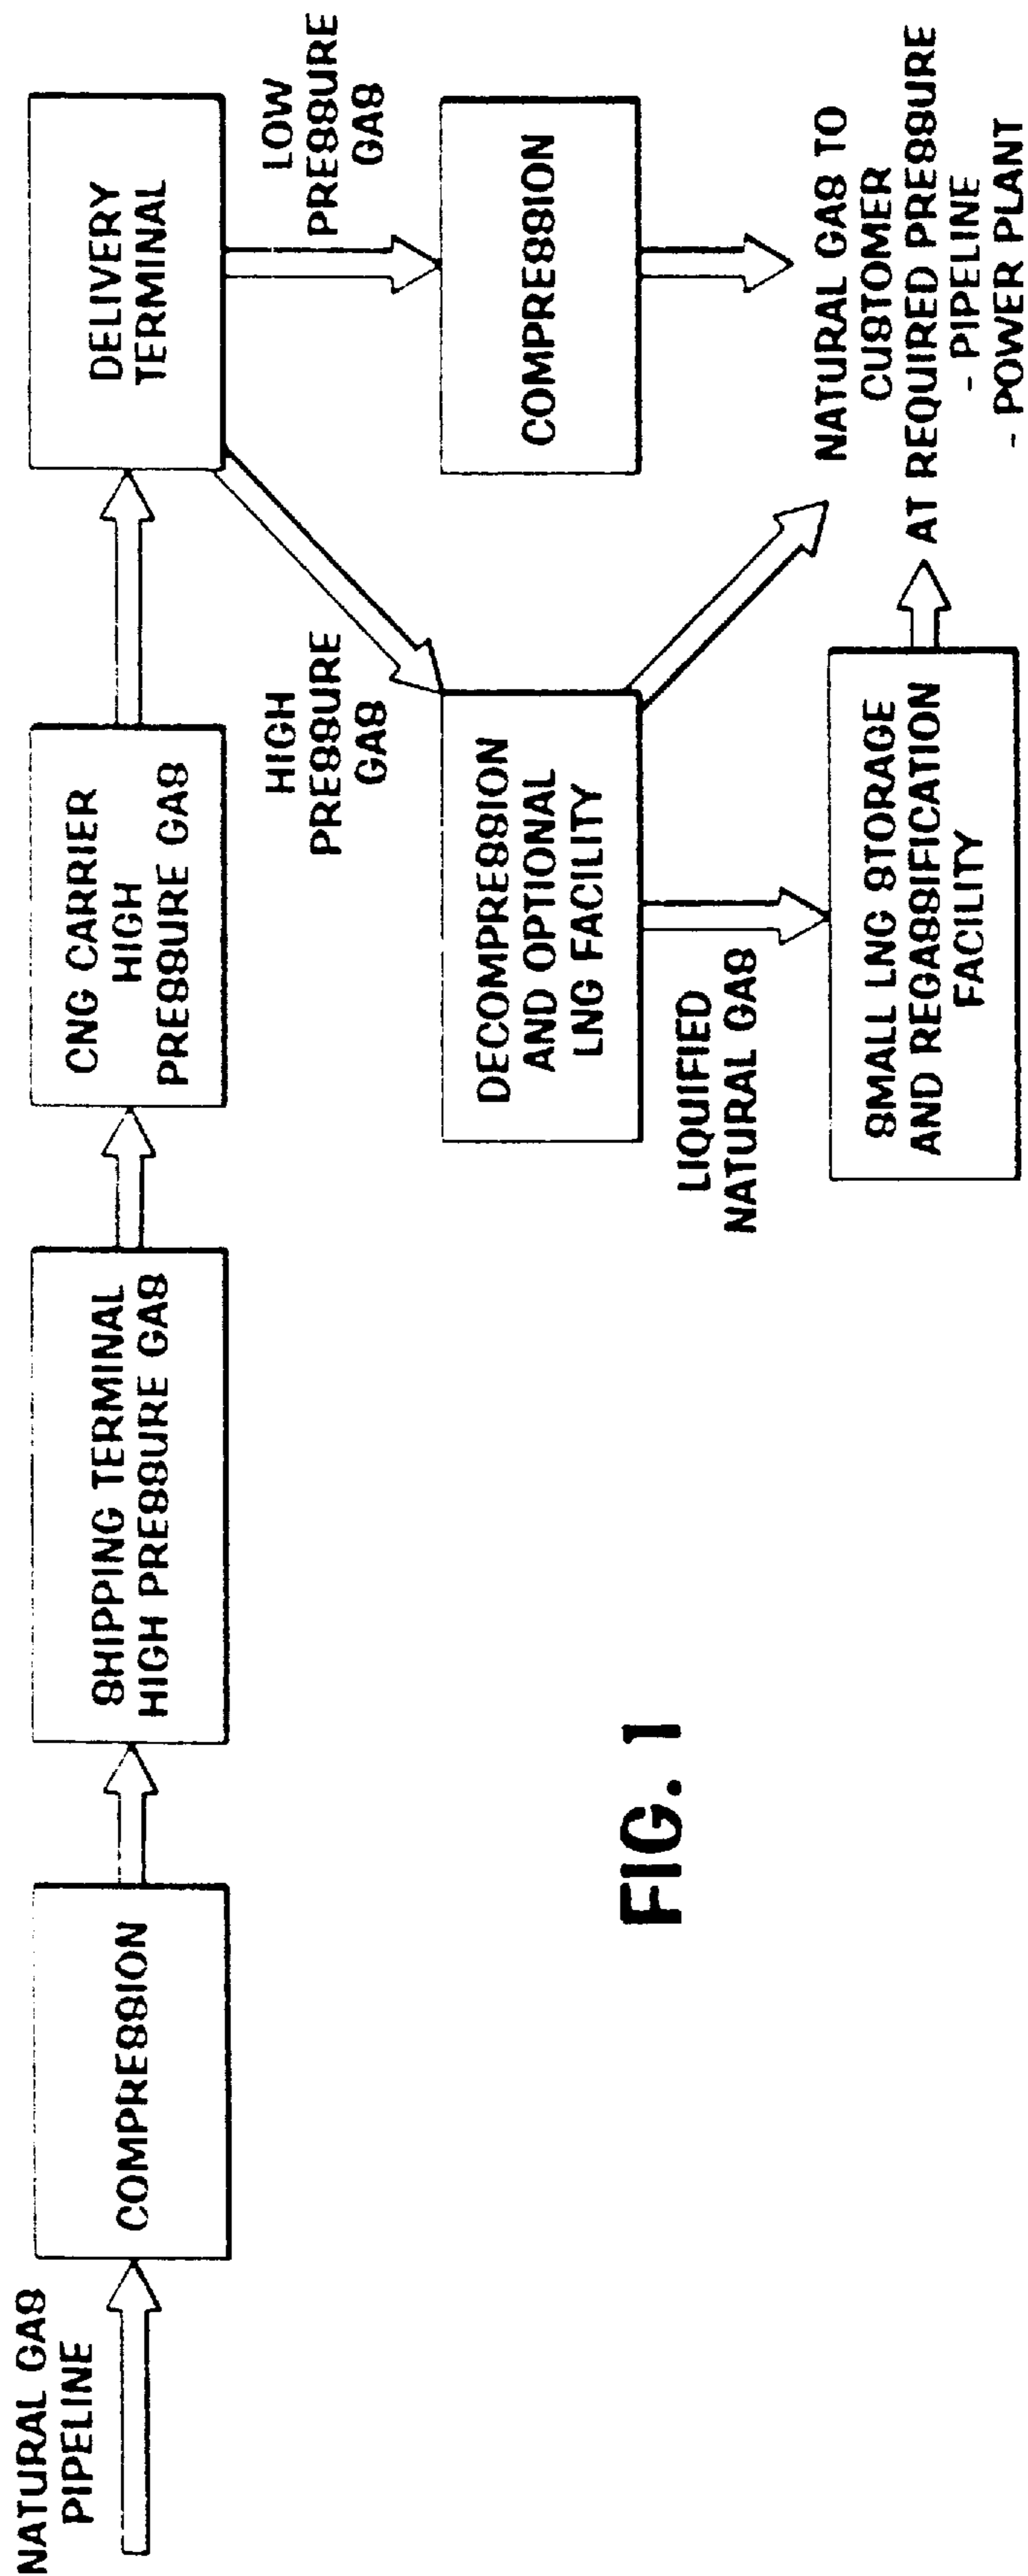 NATURAL GAS
PIPELINE
COMPRESSION
SHIPPING TERMINAL
HIGH PRESSURE GAS
CNG CARRIER
HIGH
PRESSURE GAS
DELIVERY
TERMINAL
HIGH
PRESSURE
GAS
LOW
PRESSURE
GAS
DECOMPRESSION
AND OPTIONAL
LNG FACILITY
COMPRESSION
LIQUIFIED
NATURAL GAS
SMALL LNG STORAGE
AND REGASSIFICATION
FACILITY
NATURAL GAS TO
CUSTOMER
AT REQUIRED PRESSURE
- PIPELINE
- POWER PLANT
FIG. 1